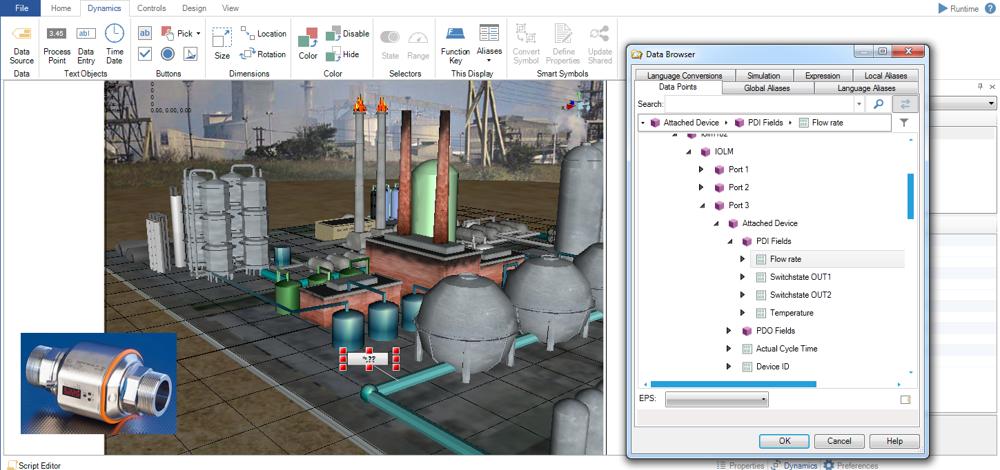 File Home Dynamics Controls Design View Runtime ?
3.45 ab ab Pick Location Disable
Data Source Process Point Data Entry Time Date Size Rotation Color Hide State Range Function Key Aliases Convert Symbol Define Properties Update Shared
Data Text Objects Buttons Dimensions Color Selectors This Display Smart Symbols
Data Browser
Language Conversions Simulation Expression Local Aliases
Data Points Global Aliases Language Aliases
Search:
Attached Device PDI Fields Flow rate
IOLM
Port 1
Port 2
Port 3
Attached Device
PDI Fields
Flow rate
Switchstate OUT1
Switchstate OUT2
Temperature
PDO Fields
Actual Cycle Time
Device ID
EPS:
OK Cancel Help
0
0
0
0
0.00, 0.00, 0.00
*.??
Script Editor Properties Dynamics Preferences